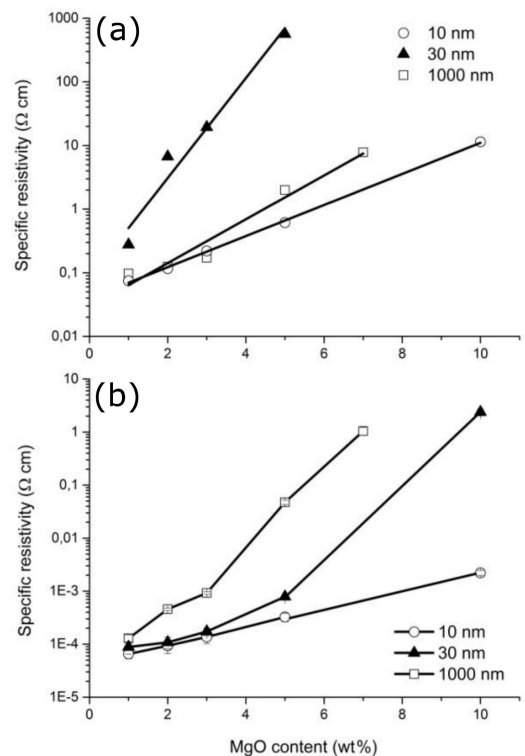 (a)
1000
100
10
1
0,1
0,01
Specific resistivity (Ω cm)
10 nm
30 nm
1000 nm
0 2 4 6 8 10
(b)
10
1
0,1
0,01
1E-3
1E-4
1E-5
Specific resistivity (Ω cm)
10 nm
30 nm
1000 nm
0 2 4 6 8 10
MgO content (wt%)